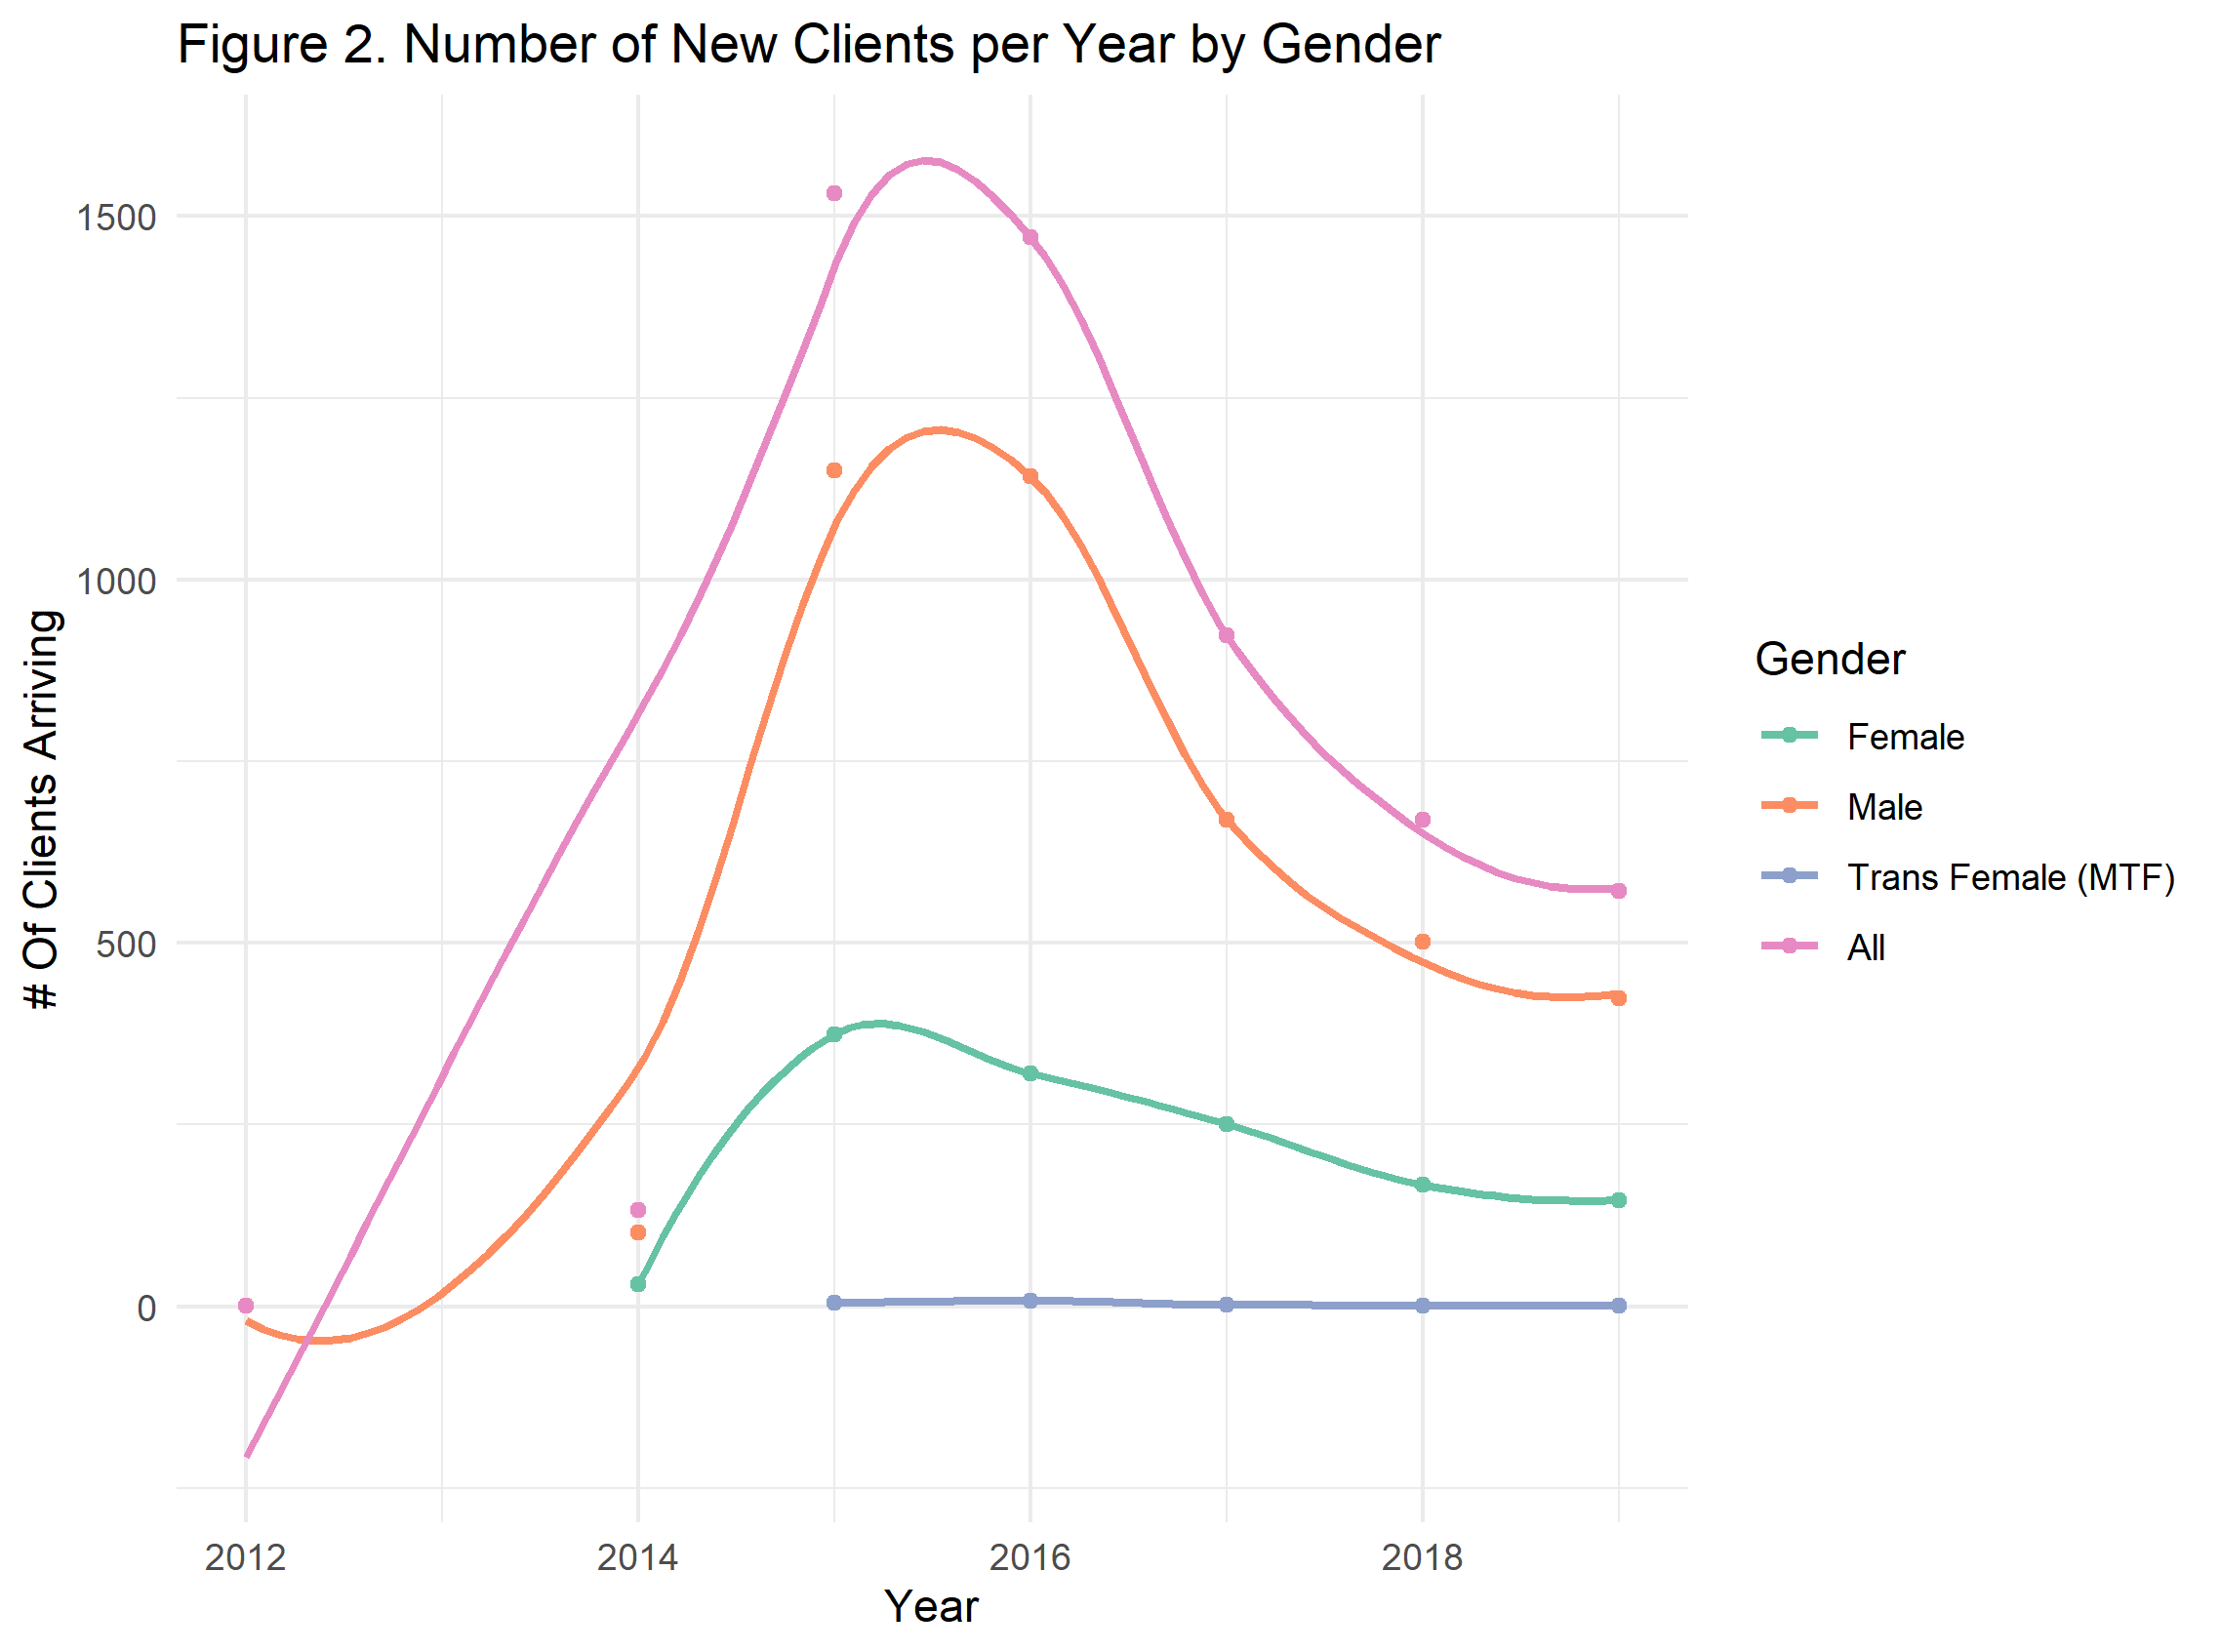 Figure 2. Number of New Clients per Year by Gender
# Of Clients Arriving
1500
1000
500
0
2012
2014
2016
2018
Year
Gender
Female
Male
Trans Female (MTF)
All